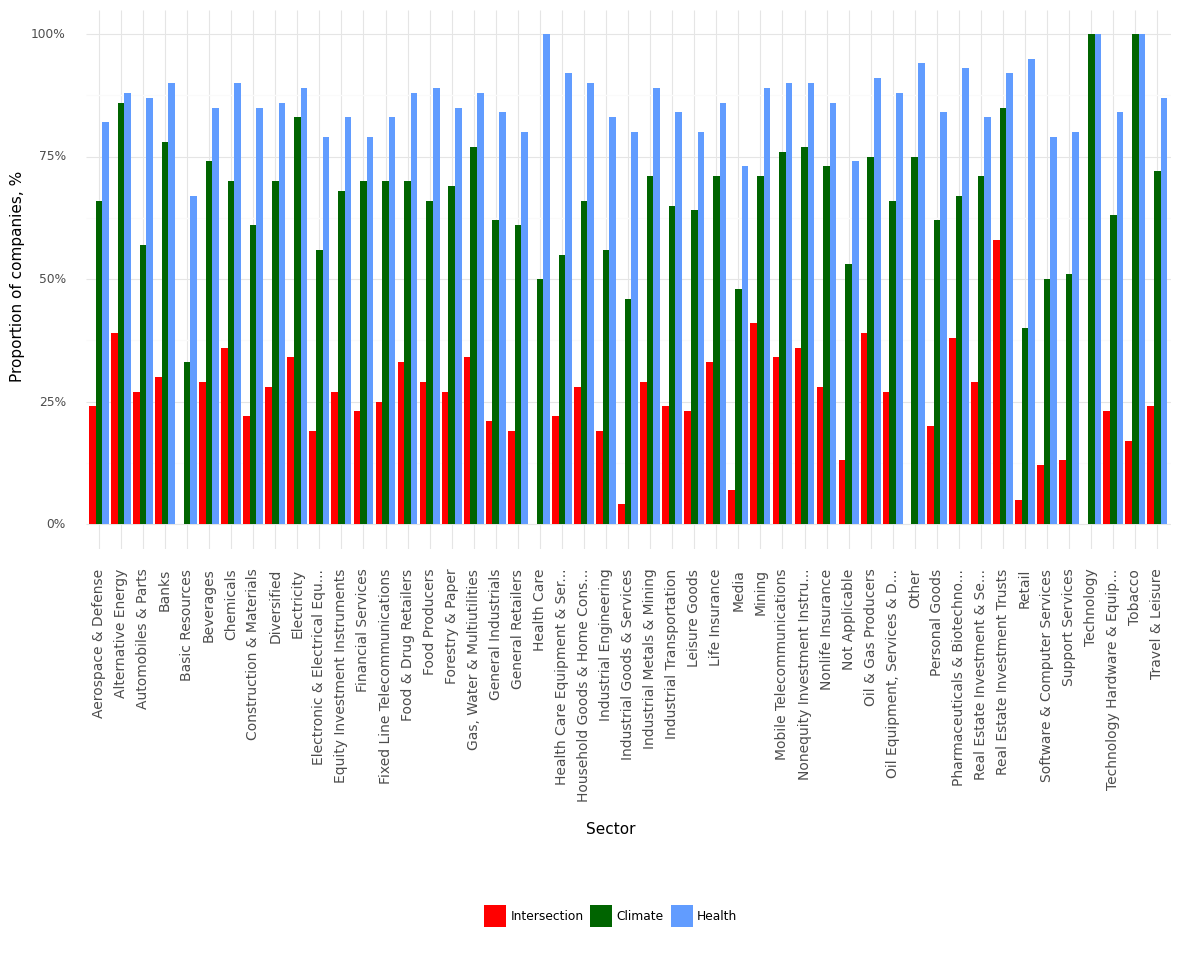 Proportion of companies, %
100%
75%
50%
25%
0%
Aerospace & Defense
Alternative Energy
Automobiles & Parts
Banks
Basic Resources
Beverages
Chemicals
Construction & Materials
Diversified
Electricity
Electronic & Electrical Equ...
Equity Investment Instruments
Financial Services
Fixed Line Telecommunications
Food & Drug Retailers
Food Producers
Forestry & Paper
Gas, Water & Multiutilities
General Industrials
General Retailers
Health Care
Health Care Equipment & Ser...
Household Goods & Home Cons...
Industrial Engineering
Industrial Goods & Services
Industrial Metals & Mining
Industrial Transportation
Leisure Goods
Life Insurance
Media
Mining
Mobile Telecommunications
Nonequity Investment Instru...
Nonlife Insurance
Not Applicable
Oil & Gas Producers
Oil Equipment, Services & D...
Other
Personal Goods
Pharmaceuticals & Biotechno...
Real Estate Investment & Se...
Real Estate Investment Trusts
Retail
Software & Computer Services
Support Services
Technology
Technology Hardware & Equip...
Tobacco
Travel & Leisure
Sector
Intersection Climate Health